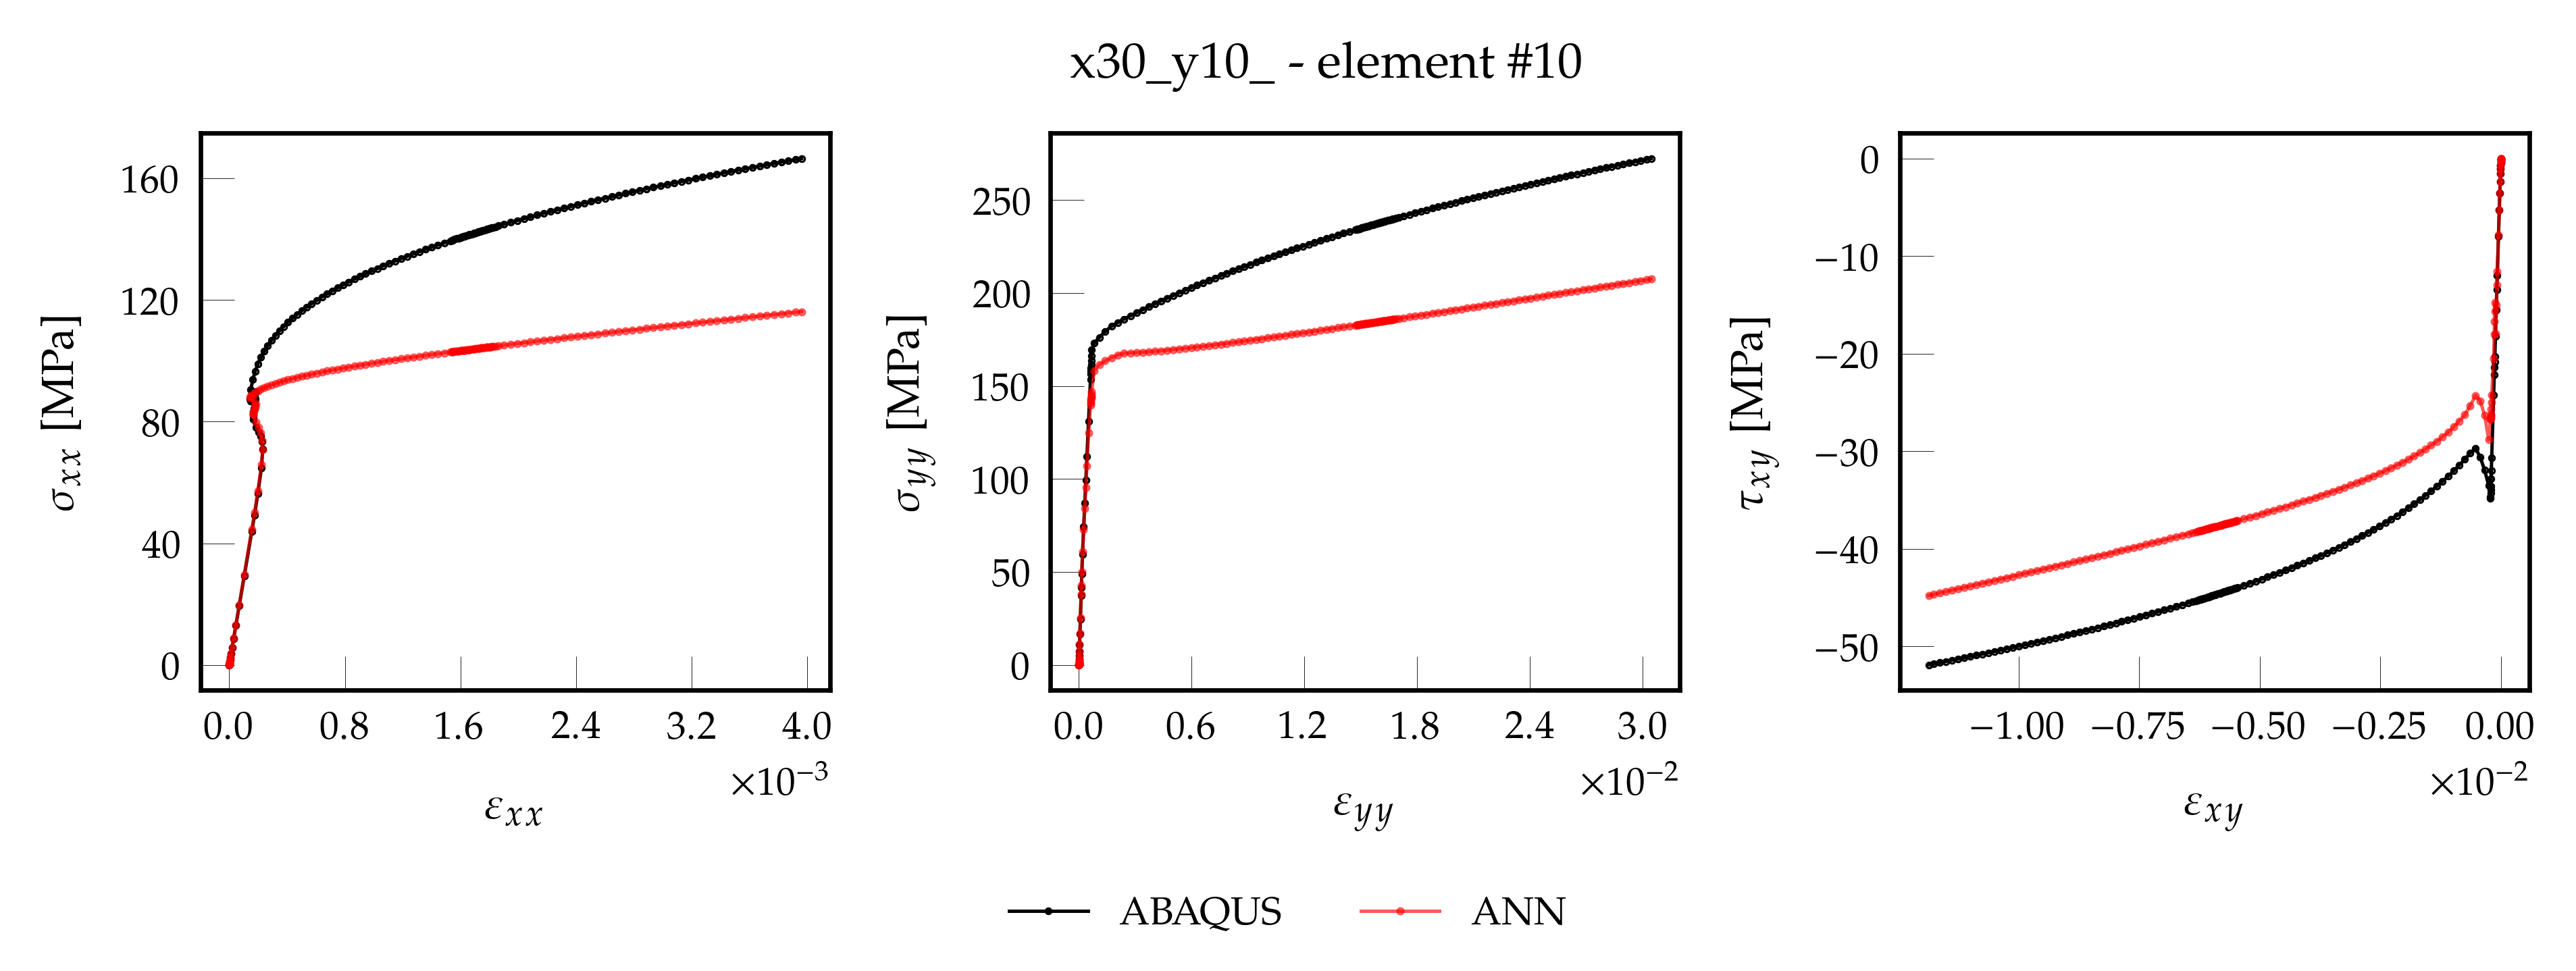 x30_y10_ - element #10
σxx [MPa]
160
120
80
40
0
0.0 0.8 1.6 2.4 3.2 4.0
×10⁻³
εxx
σyy [MPa]
250
200
150
100
50
0
0.0 0.6 1.2 1.8 2.4 3.0
×10⁻²
εyy
τxy [MPa]
0
−10
−20
−30
−40
−50
−1.00 −0.75 −0.50 −0.25 0.00
×10⁻²
εxy
ABAQUS ANN